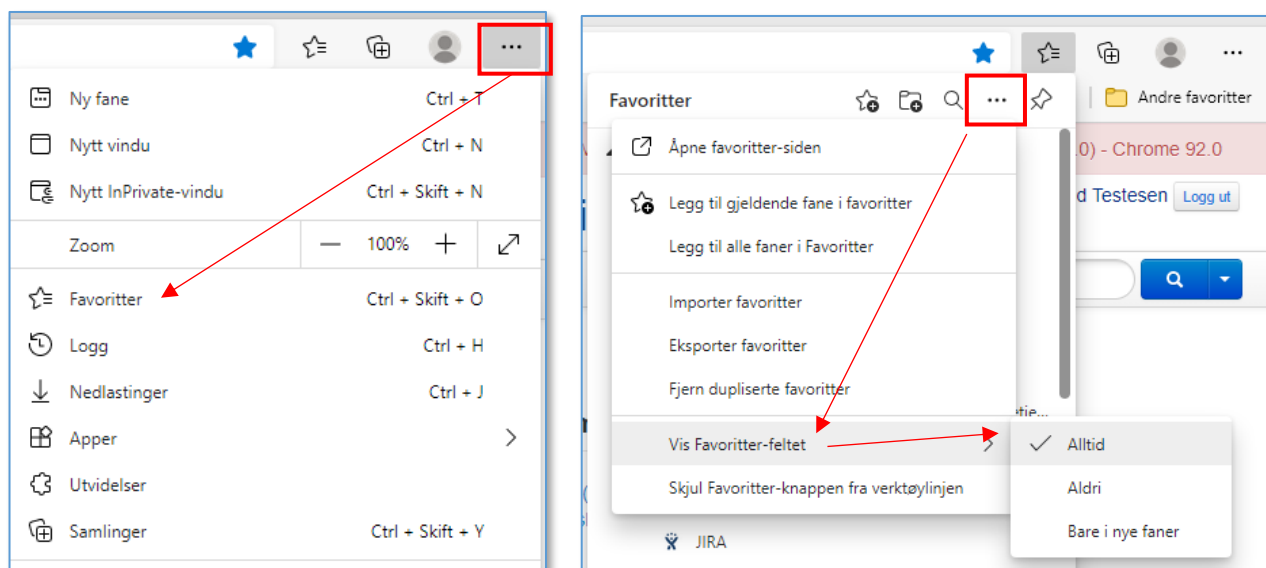 Ny fane Ctrl + T
Nytt vindu Ctrl + N
Nytt InPrivate-vindu Ctrl + Skift + N
Zoom 100%
Favoritter Ctrl + Skift + O
Logg Ctrl + H
Nedlastinger Ctrl + J
Apper
Utvidelser
Samlinger Ctrl + Skift + Y
Favoritter
Andre favoritter
Åpne favoritter-siden
.0) - Chrome 92.0
Legg til gjeldende fane i favoritter
d Testesen Logg ut
Legg til alle faner i Favoritter
Importer favoritter
Eksporter favoritter
Fjern dupliserte favoritter
Vis Favoritter-feltet
Alltid
Skjul Favoritter-knappen fra verktøylinjen
Aldri
Bare i nye faner
JIRA